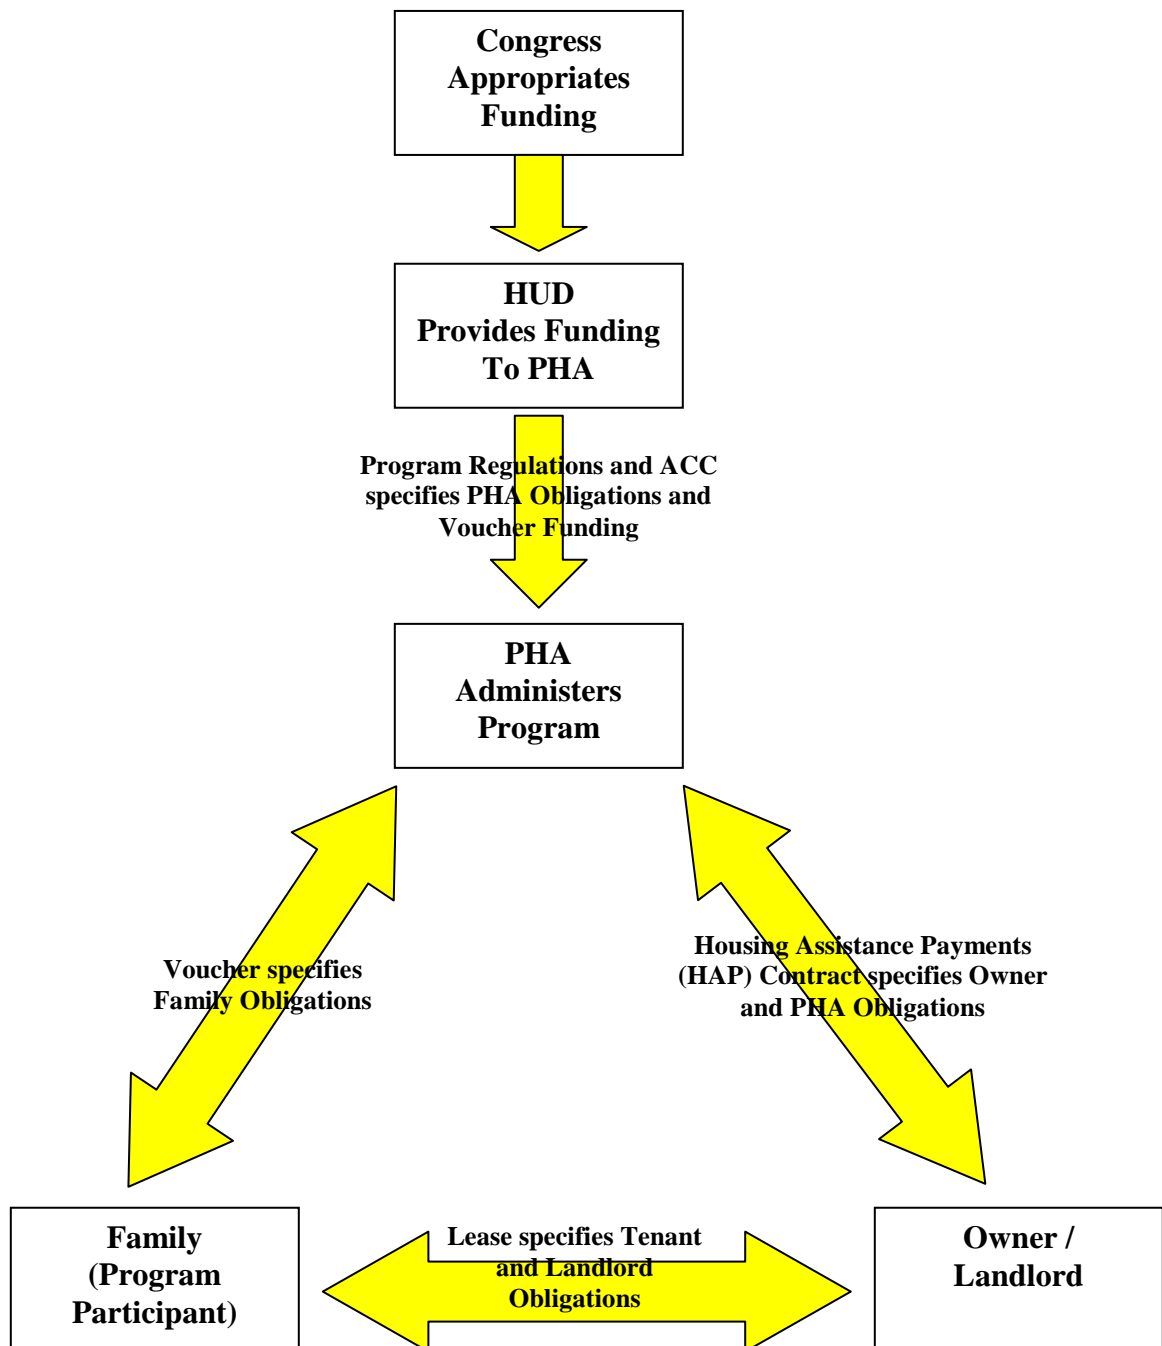 Congress
Appropriates
Funding
HUD
Provides Funding
To PHA
Program Regulations and ACC
specifies PHA Obligations and
Voucher Funding
PHA
Administers
Program
Voucher specifies
Family Obligations
Housing Assistance Payments
(HAP) Contract specifies Owner
and PHA Obligations
Family
(Program
Participant)
Lease specifies Tenant
and Landlord
Obligations
Owner /
Landlord